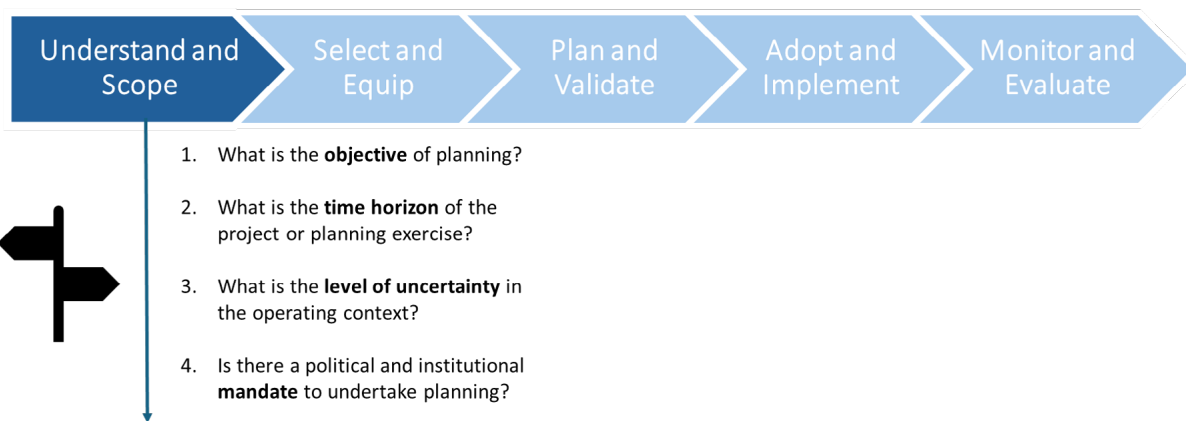 Understand and
Scope
Select and
Equip
Plan and
Validate
Adopt and
Implement
Monitor and
Evaluate
1. What is the objective of planning?
2. What is the time horizon of the
project or planning exercise?
3. What is the level of uncertainty in
the operating context?
4. Is there a political and institutional
mandate to undertake planning?